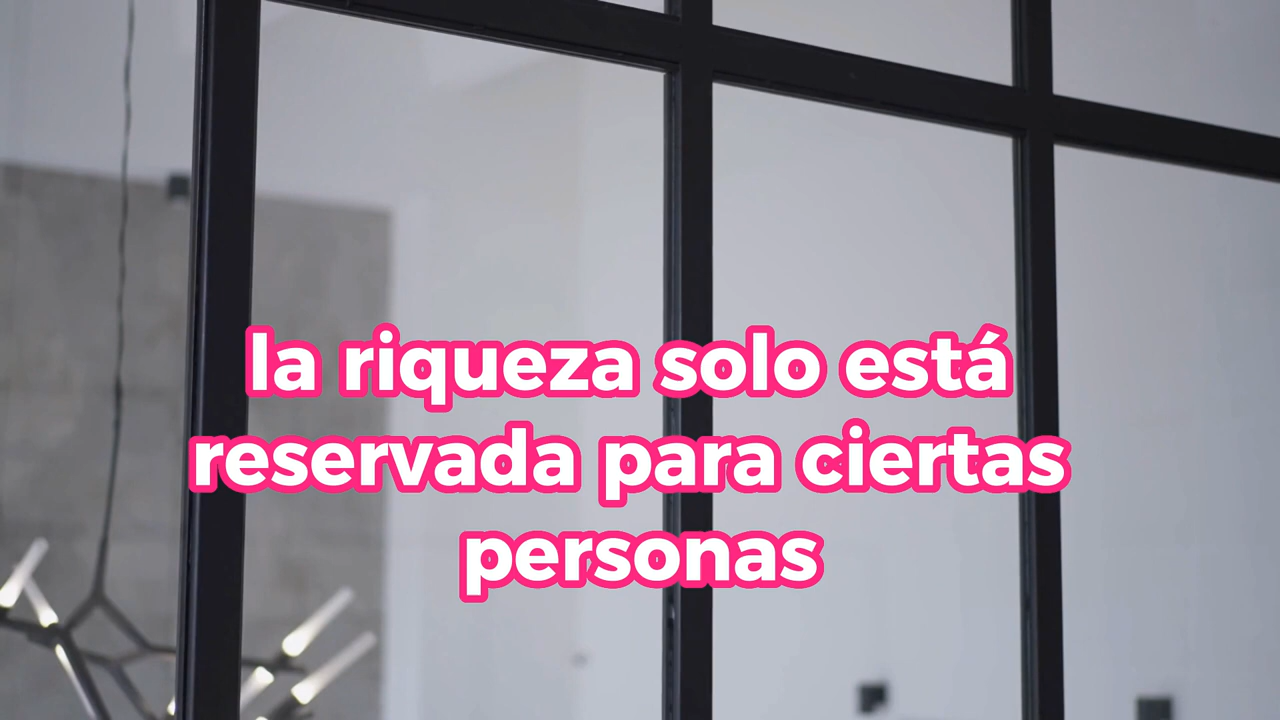 la riqueza solo está
reservada para ciertas
personas